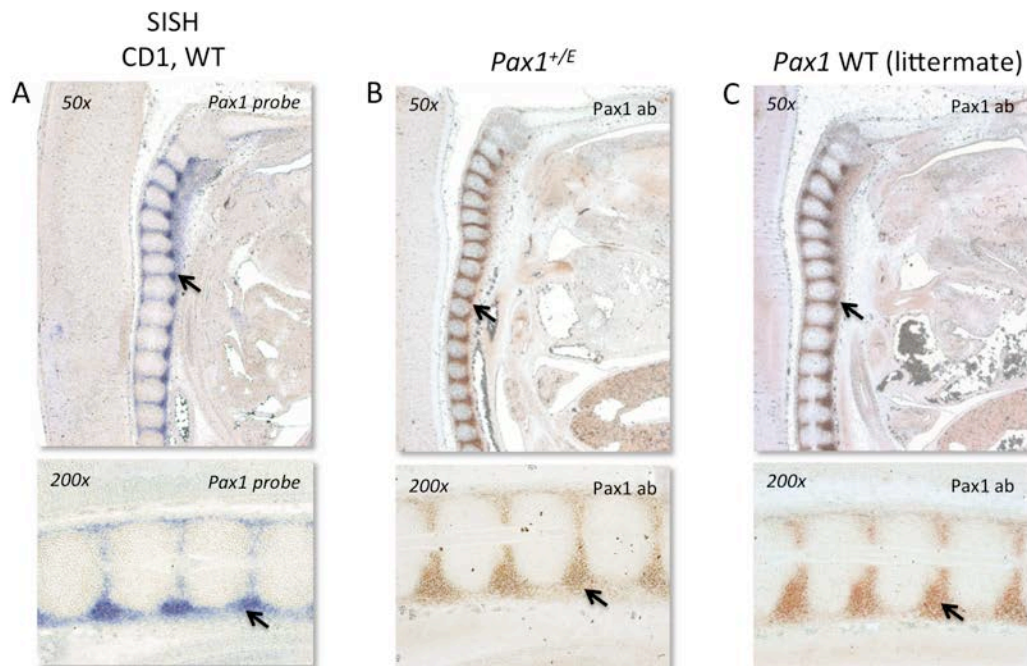 SISH
CD1, WT
Pax1+/E
Pax1 WT (littermate)
A
50x
Pax1 probe
B
50x
Pax1 ab
C
50x
Pax1 ab
200x
Pax1 probe
200x
Pax1 ab
200x
Pax1 ab